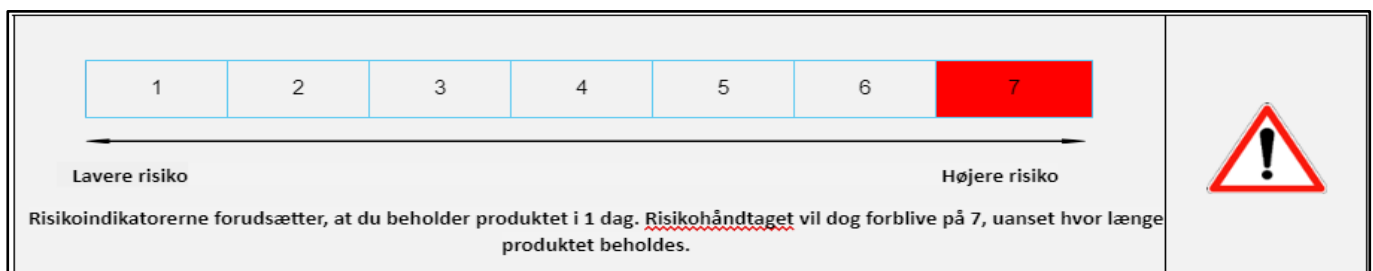 1 2 3 4 5 6 7
Lavere risiko Højere risiko
Risikoindikatorerne forudsætter, at du beholder produktet i 1 dag. Risikohåndtaget vil dog forblive på 7, uanset hvor længe
produktet beholdes.